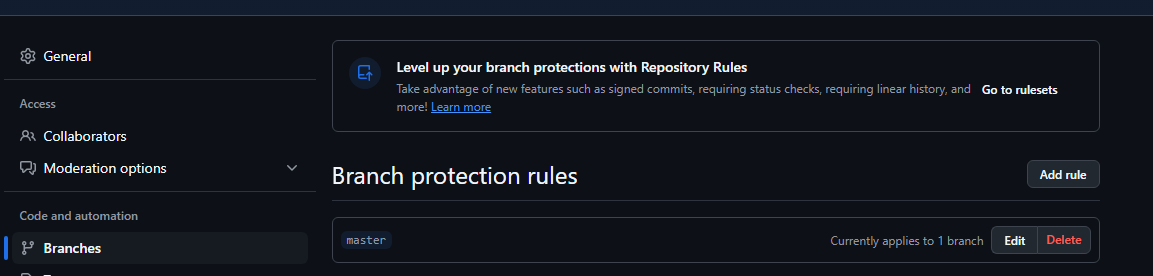 General
Access
Collaborators
Moderation options
Code and automation
Branches
Level up your branch protections with Repository Rules
Take advantage of new features such as signed commits, requiring status checks, requiring linear history, and
more! Learn more
Go to rulesets
Branch protection rules
Add rule
master
Currently applies to 1 branch
Edit
Delete